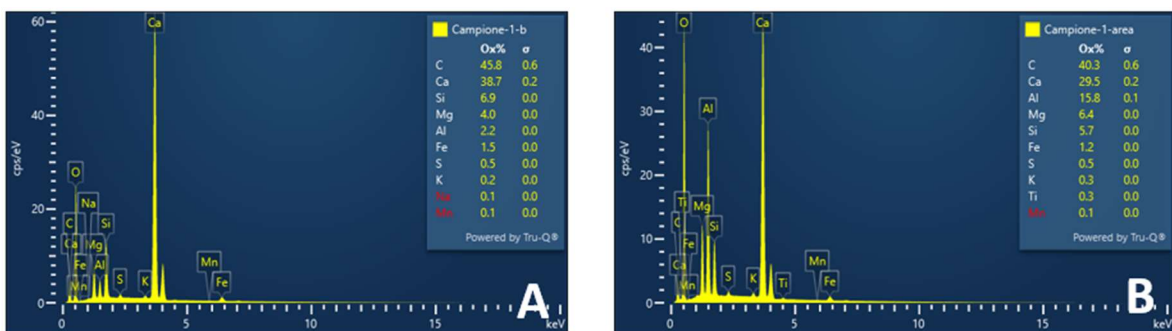 60
40
20
0
cps/eV
0
5
10
15
keV
Ca
O
Na
C
Si
Ca
Mg
Fe
Al
Mn
S
K
Mn
Fe
Campione-1-b
Ox% σ
C 45.8 0.6
Ca 38.7 0.2
Si 6.9 0.0
Mg 4.0 0.0
Al 2.2 0.0
Fe 1.5 0.0
S 0.5 0.0
K 0.2 0.0
Na 0.1 0.0
Mn 0.1 0.0
Powered by Tru-Q®
A
40
30
20
10
0
cps/eV
0
5
10
15
keV
O
Ca
Al
Ti
Mg
C
Si
Fe
Ca
Mn
S
K
Ti
Mn
Fe
Campione-1-area
Ox% σ
C 40.3 0.6
Ca 29.5 0.2
Al 15.8 0.1
Mg 6.4 0.0
Si 5.7 0.0
Fe 1.2 0.0
S 0.5 0.0
K 0.3 0.0
Ti 0.3 0.0
Mn 0.1 0.0
Powered by Tru-Q®
B